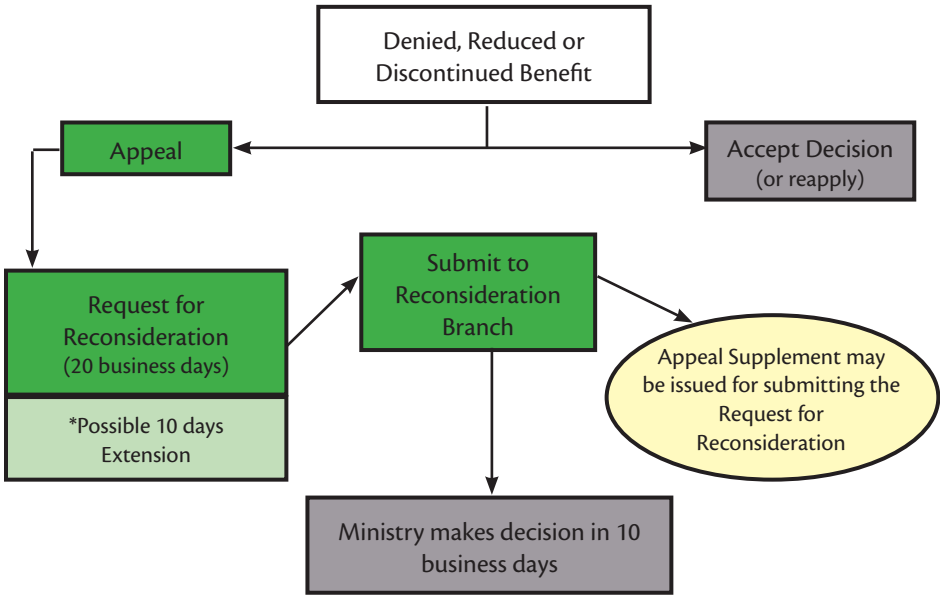 Denied, Reduced or
Discontinued Benefit
Appeal
Accept Decision
(or reapply)
Request for
Reconsideration
(20 business days)
*Possible 10 days
Extension
Submit to
Reconsideration
Branch
Appeal Supplement may
be issued for submitting the
Request for
Reconsideration
Ministry makes decision in 10
business days